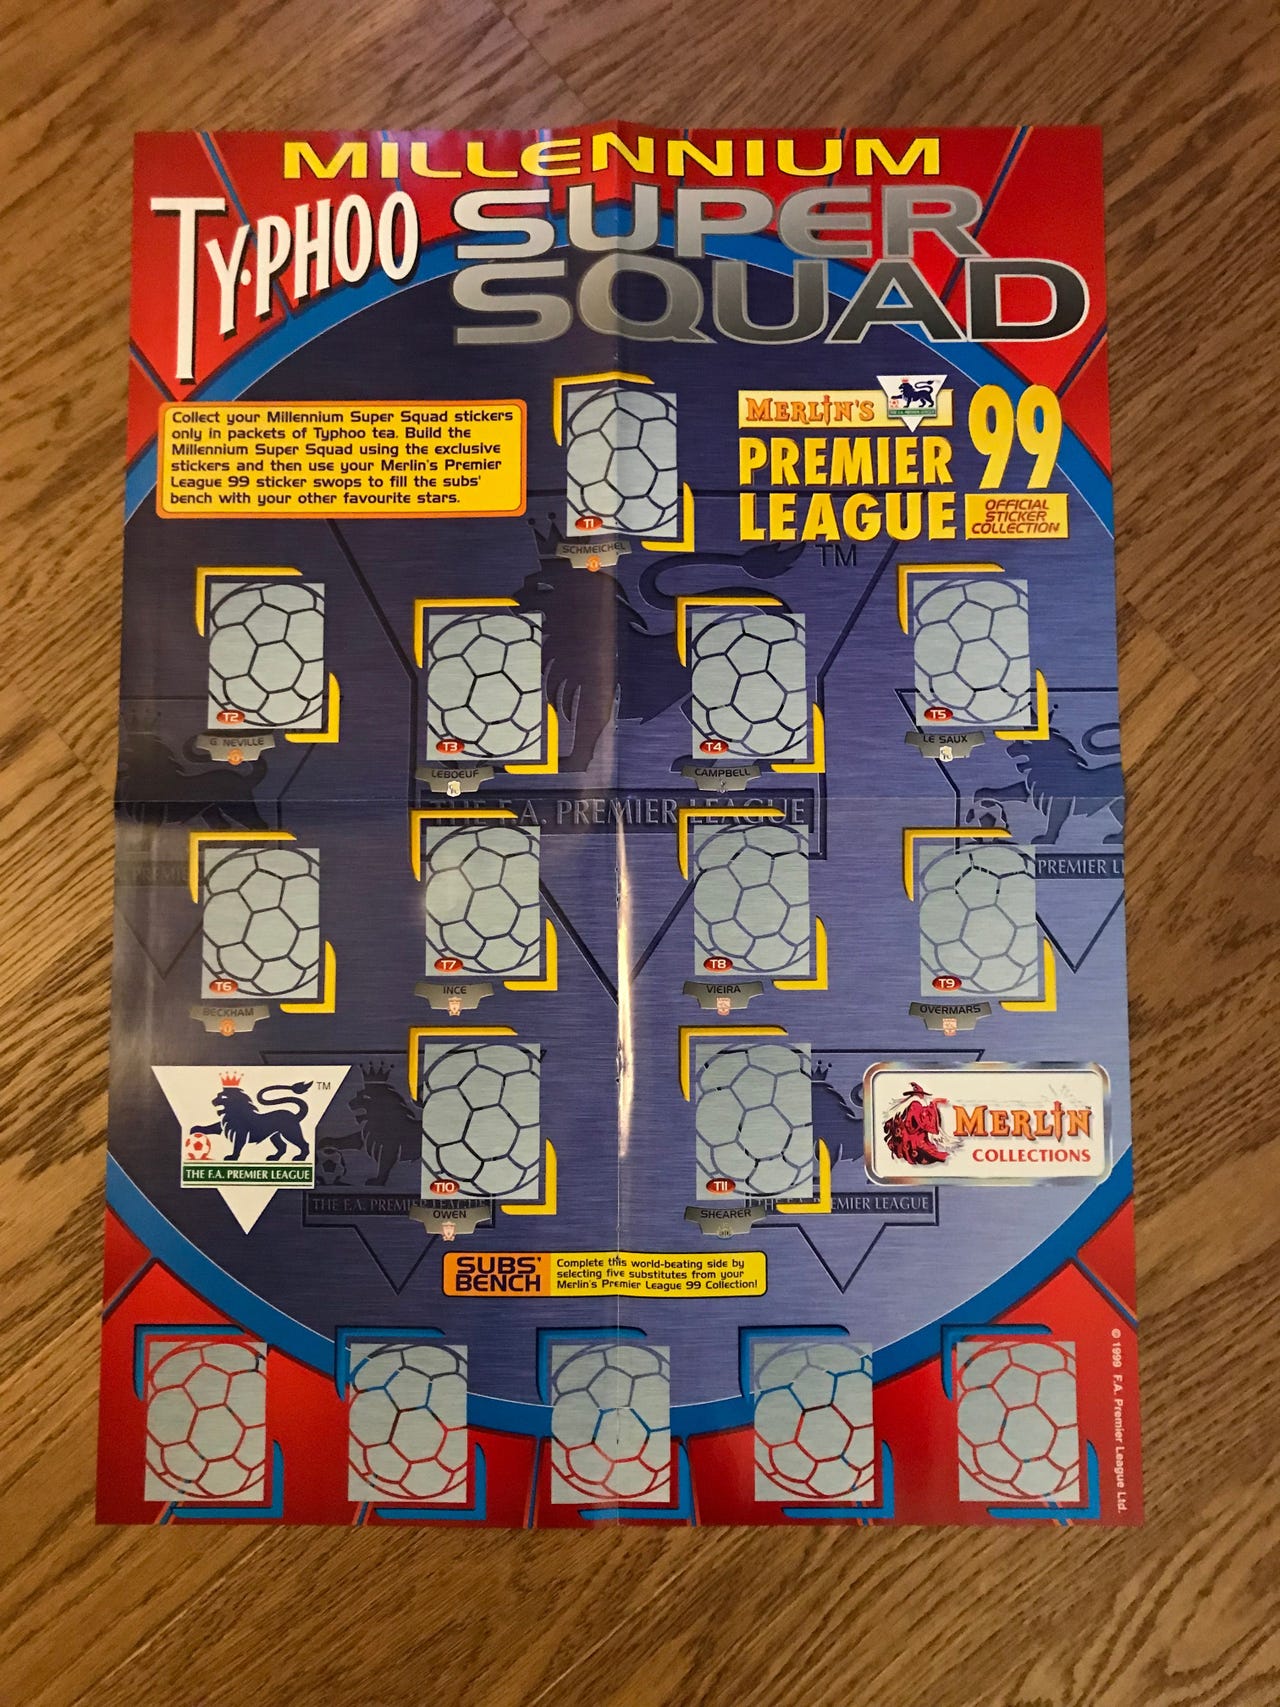 MILLENNIUM
TY·PHOO SUPER
SQUAD
Collect your Millennium Super Squad stickers
only in packets of Typhoo tea. Build the
Millennium Super Squad using the exclusive
stickers and then use your Merlin's Premier
League 99 sticker swops to fill the subs'
bench with your other favourite stars.
MERLIN'S
PREMIER
LEAGUE
99
OFFICIAL
STICKER
COLLECTION
TM
T1
SCHMEICHEL
T2
G. NEVILLE
T3
LEBOEUF
T4
CAMPBELL
T5
LE SAUX
THE F.A. PREMIER LEAGUE
PREMIER
T6
BECKHAM
T7
INCE
T8
VIEIRA
T9
OVERMARS
TM
THE F.A. PREMIER LEAGUE
T10
OWEN
THE F.A. PREMIER LEAGUE
T11
SHEARER
THE PREMIER LEAGUE
MERLIN
COLLECTIONS
SUBS'
BENCH
Complete this world-beating side by
selecting five substitutes from your
Merlin's Premier League 99 Collection!
© 1999 F.A. Premier League Ltd.